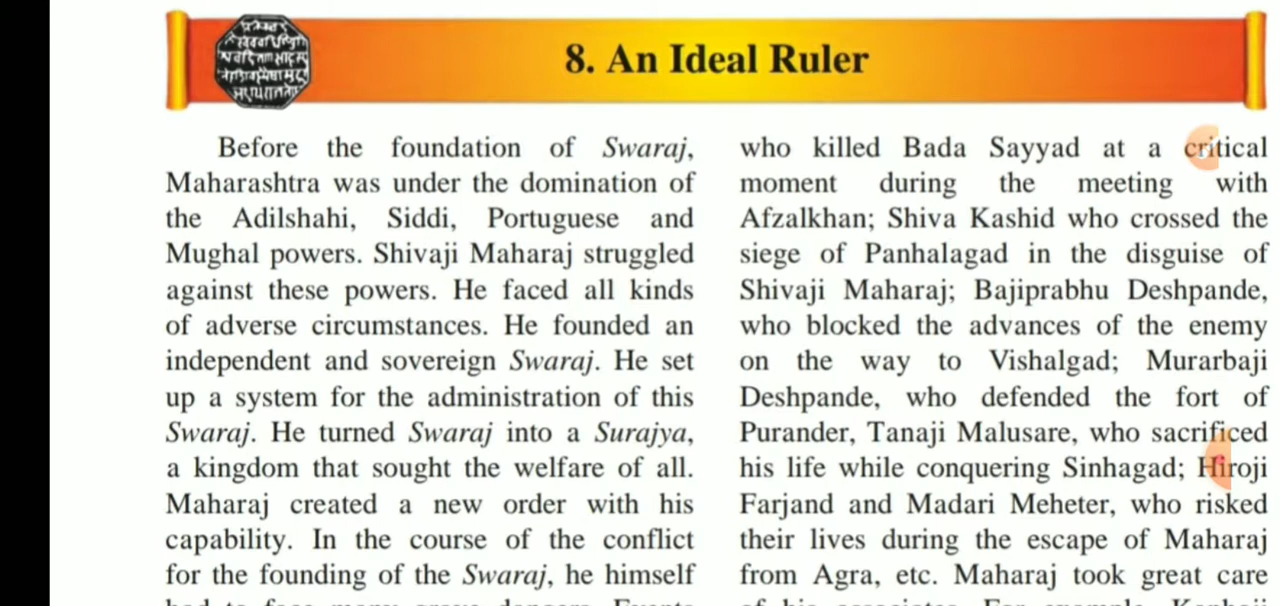 8. An Ideal Ruler
Before the foundation of Swaraj,
Maharashtra was under the domination of
the Adilshahi, Siddi, Portuguese and
Mughal powers. Shivaji Maharaj struggled
against these powers. He faced all kinds
of adverse circumstances. He founded an
independent and sovereign Swaraj. He set
up a system for the administration of this
Swaraj. He turned Swaraj into a Surajya,
a kingdom that sought the welfare of all.
Maharaj created a new order with his
capability. In the course of the conflict
for the founding of the Swaraj, he himself
who killed Bada Sayyad at a critical
moment during the meeting with
Afzalkhan; Shiva Kashid who crossed the
siege of Panhalagad in the disguise of
Shivaji Maharaj; Bajiprabhu Deshpande,
who blocked the advances of the enemy
on the way to Vishalgad; Murarbaji
Deshpande, who defended the fort of
Purander, Tanaji Malusare, who sacrificed
his life while conquering Sinhagad; Hiroji
Farjand and Madari Meheter, who risked
their lives during the escape of Maharaj
from Agra, etc. Maharaj took great care